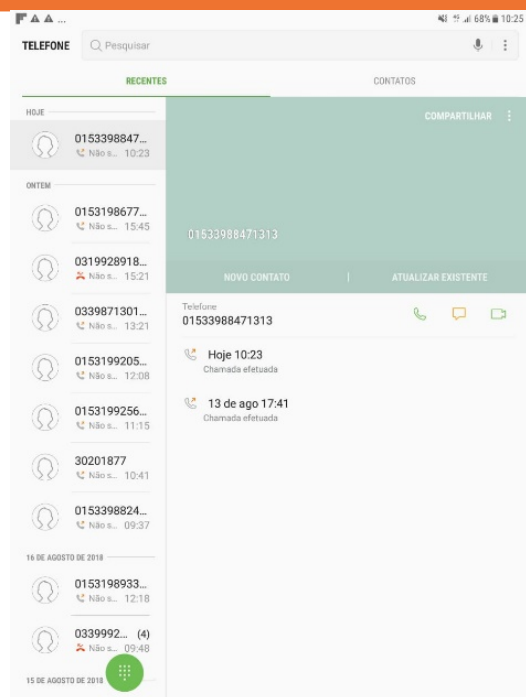 ...
68% 10:25
TELEFONE
Pesquisar
RECENTES
CONTATOS
HOJE
0153398847...
Não s... 10:23
ONTEM
0153198677...
Não s... 15:45
0319928918...
Não s... 15:21
0339871301...
Não s... 13:21
0153199205...
Não s... 12:08
0153199256...
Não s... 11:15
30201877
Não s... 10:41
0153398824...
Não s... 09:37
16 DE AGOSTO DE 2018
0153198933...
Não s... 12:18
0339992... (4)
Não s... 09:48
15 DE AGOSTO DE 2018
COMPARTILHAR
01533988471313
NOVO CONTATO | ATUALIZAR EXISTENTE
Telefone
01533988471313
Hoje 10:23
Chamada efetuada
13 de ago 17:41
Chamada efetuada